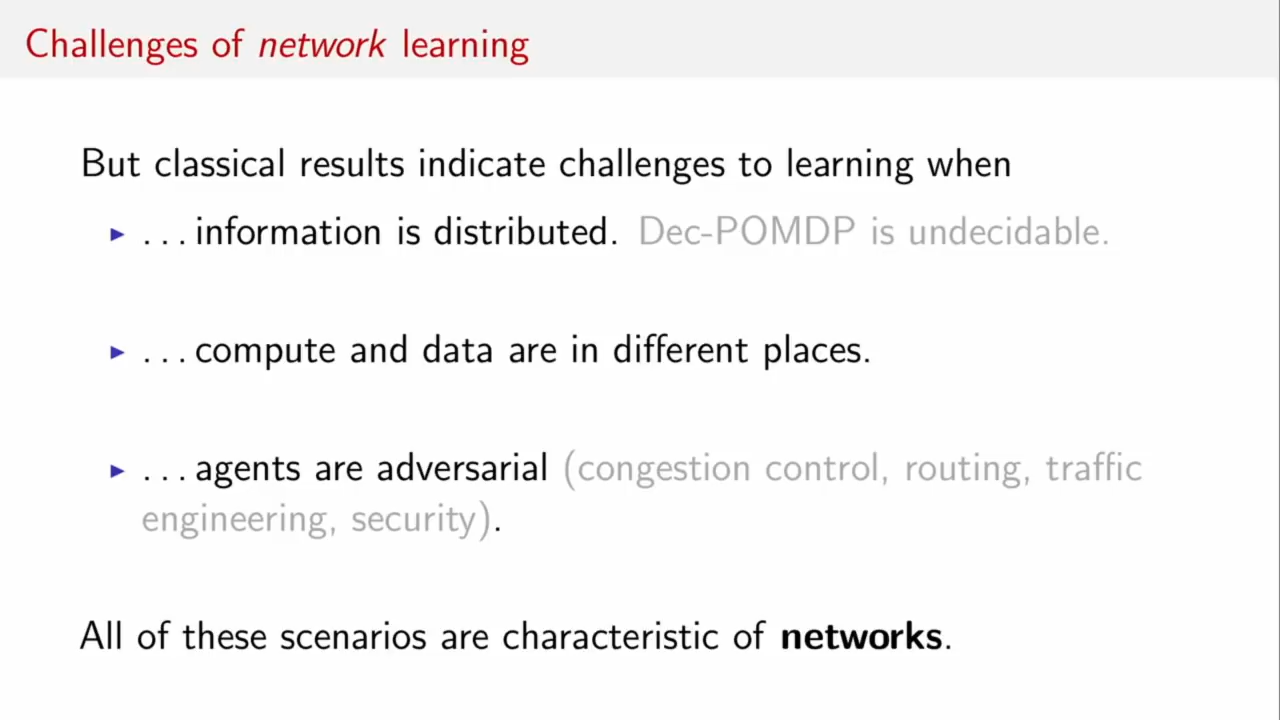 Challenges of network learning
But classical results indicate challenges to learning when
▶ . . . information is distributed. Dec-POMDP is undecidable.
▶ . . . compute and data are in different places.
▶ . . . agents are adversarial (congestion control, routing, traffic
engineering, security).
All of these scenarios are characteristic of networks.